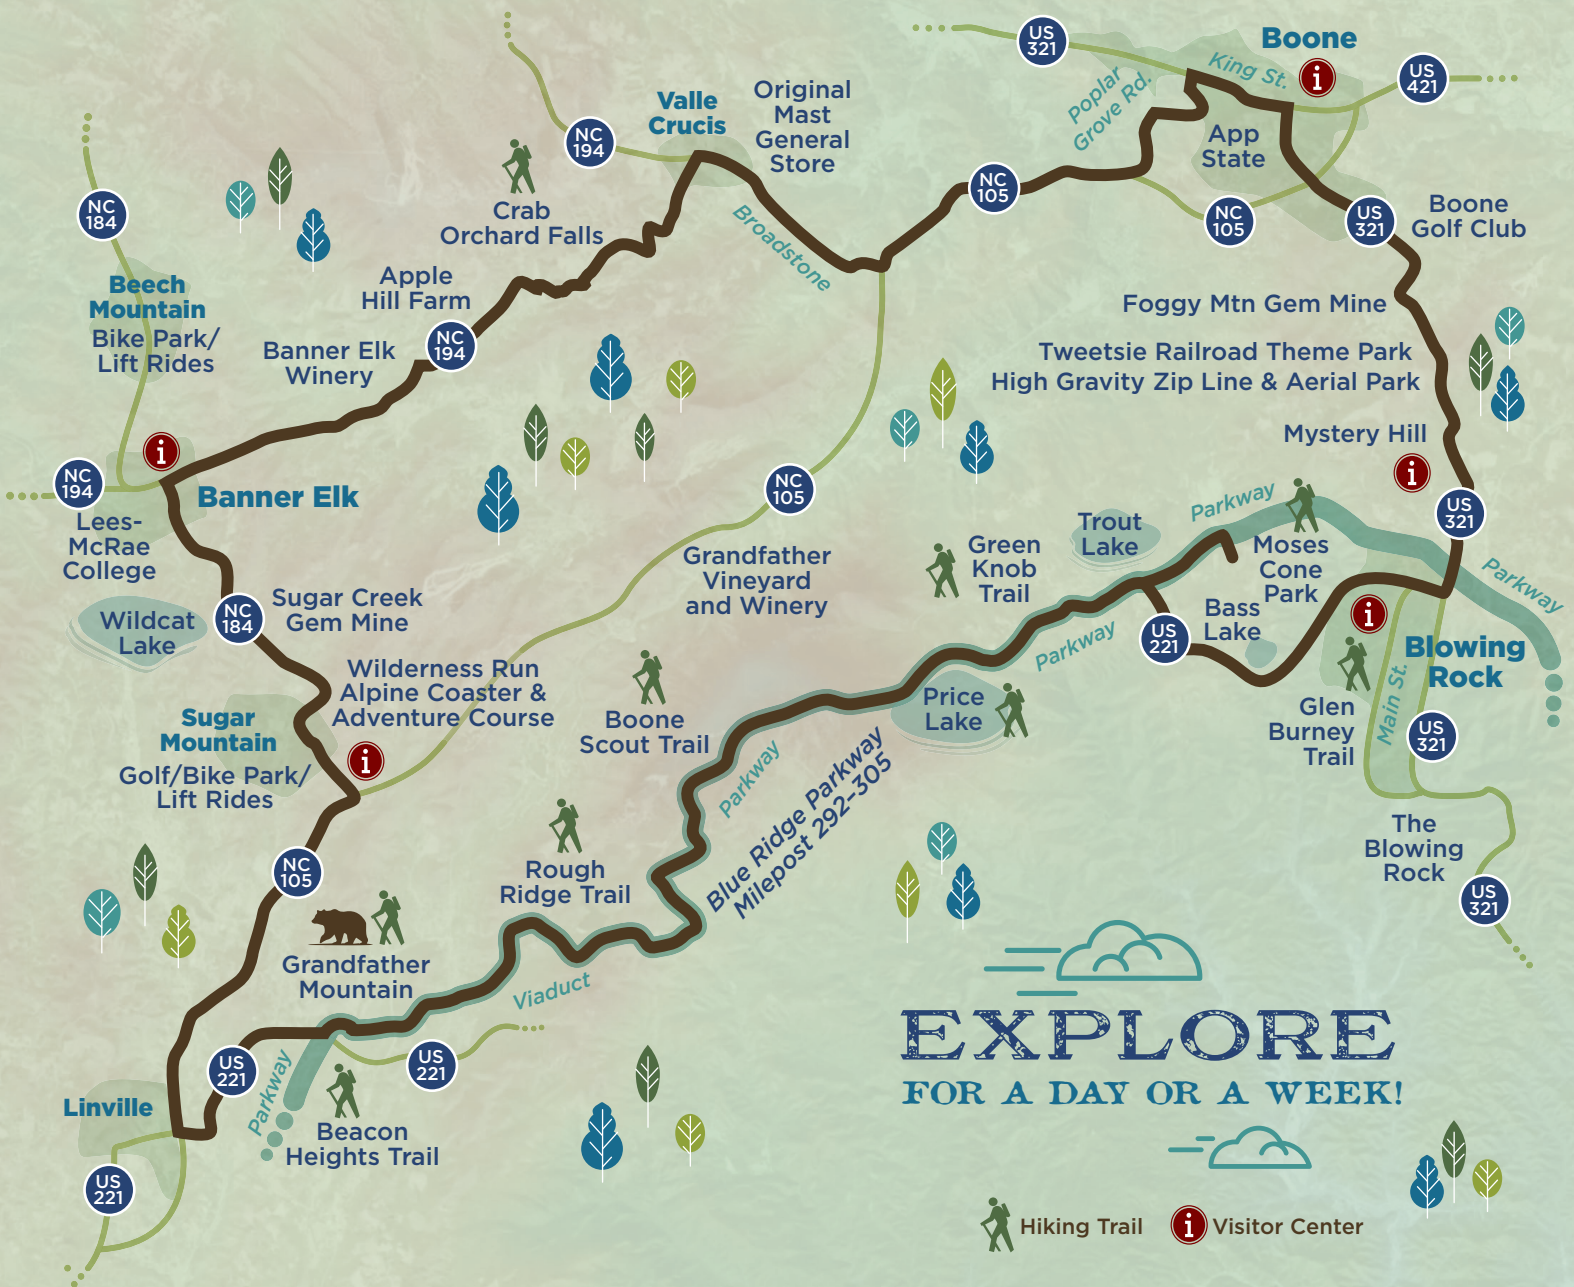 US
321
Boone
King St.
US
421
Poplar
Grove Rd.
App
State
Valle
Crucis
Original
Mast
General
Store
NC
194
NC
105
NC
105
US
321
Boone
Golf Club
Crab
Orchard Falls
Broadstone
NC
184
Beech
Mountain
Bike Park/
Lift Rides
Apple
Hill Farm
NC
194
Banner Elk
Winery
Foggy Mtn Gem Mine
Tweetsie Railroad Theme Park
High Gravity Zip Line & Aerial Park
Mystery Hill
i
i
i
NC
194
Banner Elk
Lees-
McRae
College
NC
105
Grandfather
Vineyard
and Winery
US
321
Parkway
Trout
Lake
Green
Knob
Trail
Moses
Cone
Park
Parkway
Wildcat
Lake
NC
184
Sugar Creek
Gem Mine
Parkway
US
221
Bass
Lake
i
Blowing
Rock
Wilderness Run
Alpine Coaster &
Adventure Course
Sugar
Mountain
Golf/Bike Park/
Lift Rides
i
Boone
Scout Trail
Price
Lake
Glen
Burney
Trail
Main St.
US
321
Parkway
Blue Ridge Parkway
Milepost 292-305
The
Blowing
Rock
US
321
NC
105
Rough
Ridge Trail
Grandfather
Mountain
Viaduct
US
221
US
221
Parkway
Linville
Beacon
Heights Trail
US
221
EXPLORE
FOR A DAY OR A WEEK!
Hiking Trail
i
Visitor Center